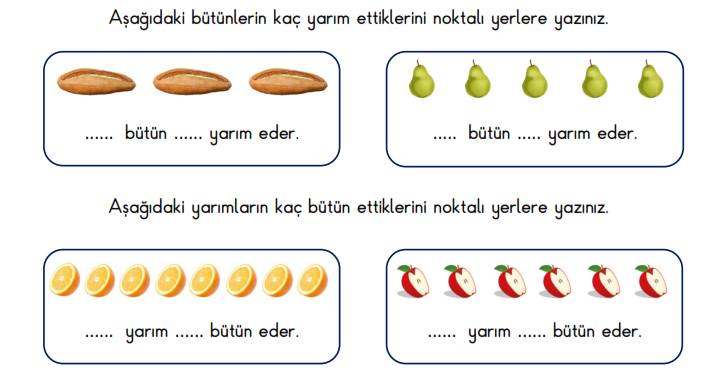 Aşağıdaki bütünlerin kaç yarım ettiklerini noktalı yerlere yazınız.
...... bütün ...... yarım eder.
..... bütün ..... yarım eder.
Aşağıdaki yarımların kaç bütün ettiklerini noktalı yerlere yazınız.
...... yarım ...... bütün eder.
...... yarım ...... bütün eder.